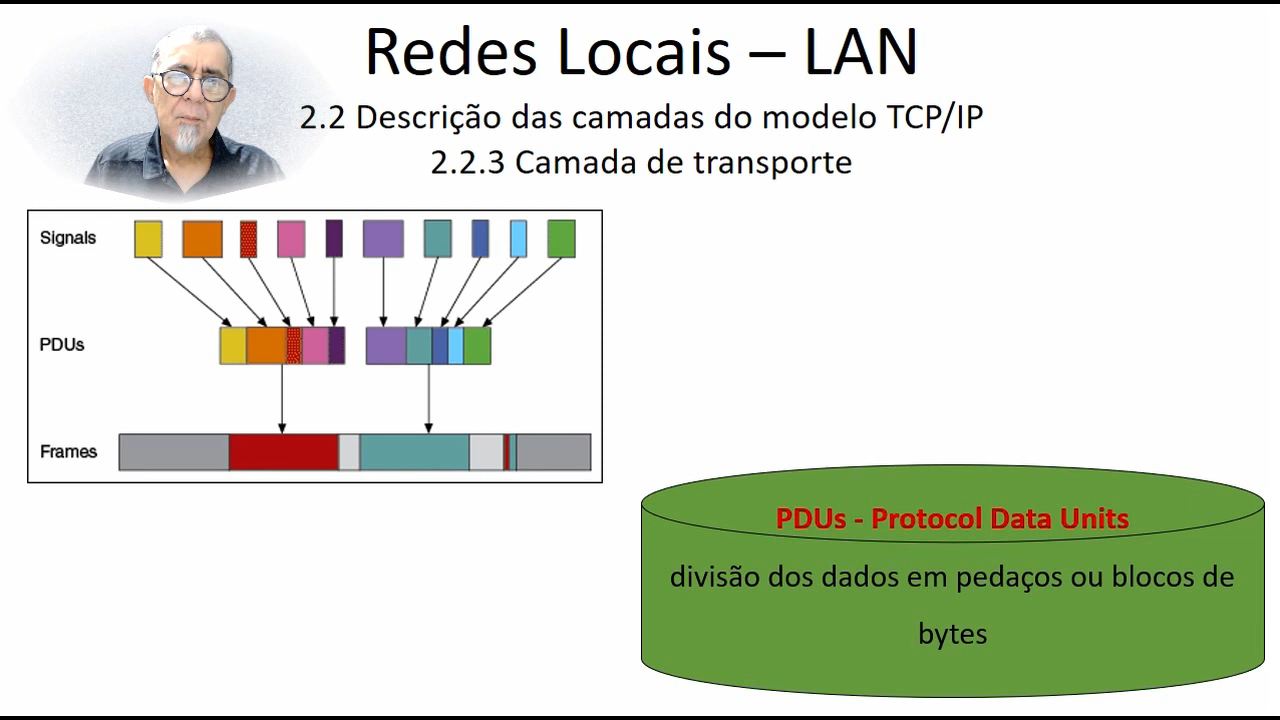 Redes Locais – LAN
2.2 Descrição das camadas do modelo TCP/IP
2.2.3 Camada de transporte
Signals
PDUs
Frames
PDUs - Protocol Data Units
divisão dos dados em pedaços ou blocos de
bytes